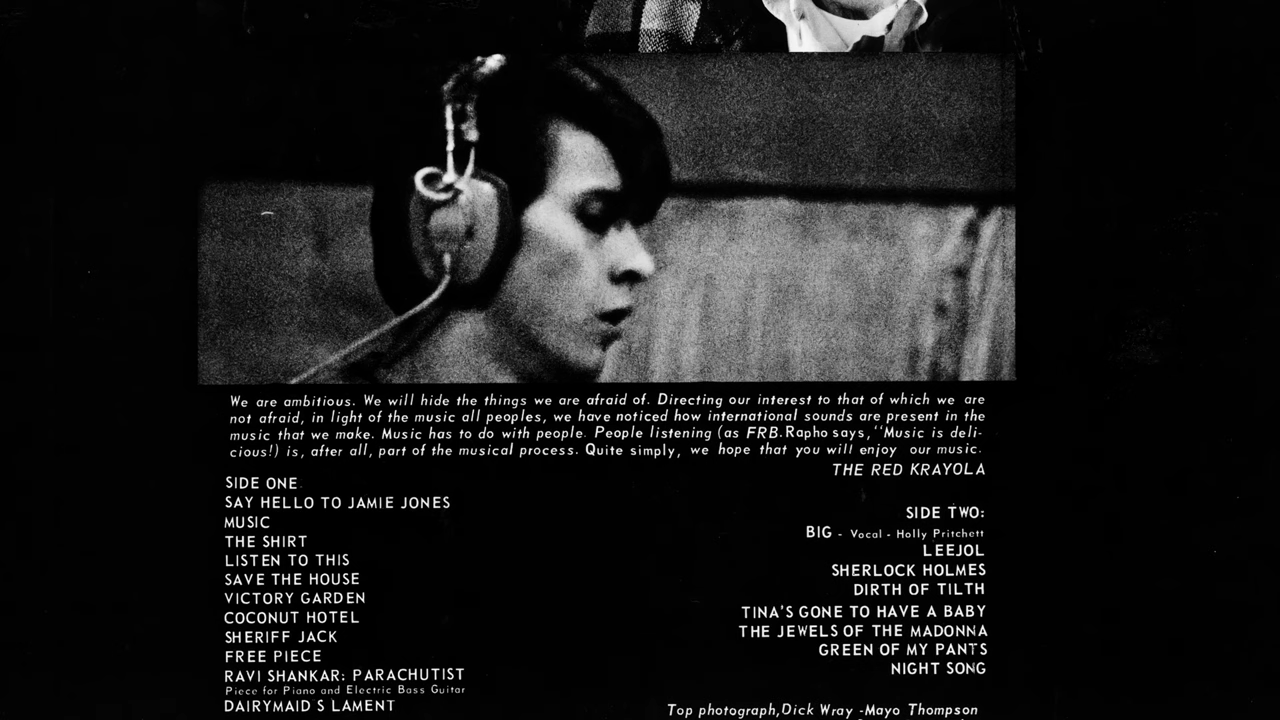 We are ambitious. We will hide the things we are afraid of. Directing our interest to that of which we are
not afraid, in light of the music all peoples, we have noticed how international sounds are present in the
music that we make. Music has to do with people. People listening (as FRB. Rapho says, "Music is deli-
cious!) is, after all, part of the musical process. Quite simply, we hope that you will enjoy our music.
THE RED KRAYOLA
SIDE ONE.
SAY HELLO TO JAMIE JONES
MUSIC
THE SHIRT
LISTEN TO THIS
SAVE THE HOUSE
VICTORY GARDEN
COCONUT HOTEL
SHERIFF JACK
FREE PIECE
RAVI SHANKAR: PARACHUTIST
Piece for Piano and Electric Bass Guitar
DAIRYMAID S LAMENT
SIDE TWO:
BIG - Vocal - Holly Pritchett
LEEJOL
SHERLOCK HOLMES
DIRTH OF TILTH
TINA'S GONE TO HAVE A BABY
THE JEWELS OF THE MADONNA
GREEN OF MY PANTS
NIGHT SONG
Top photograph, Dick Wray -Mayo Thompson